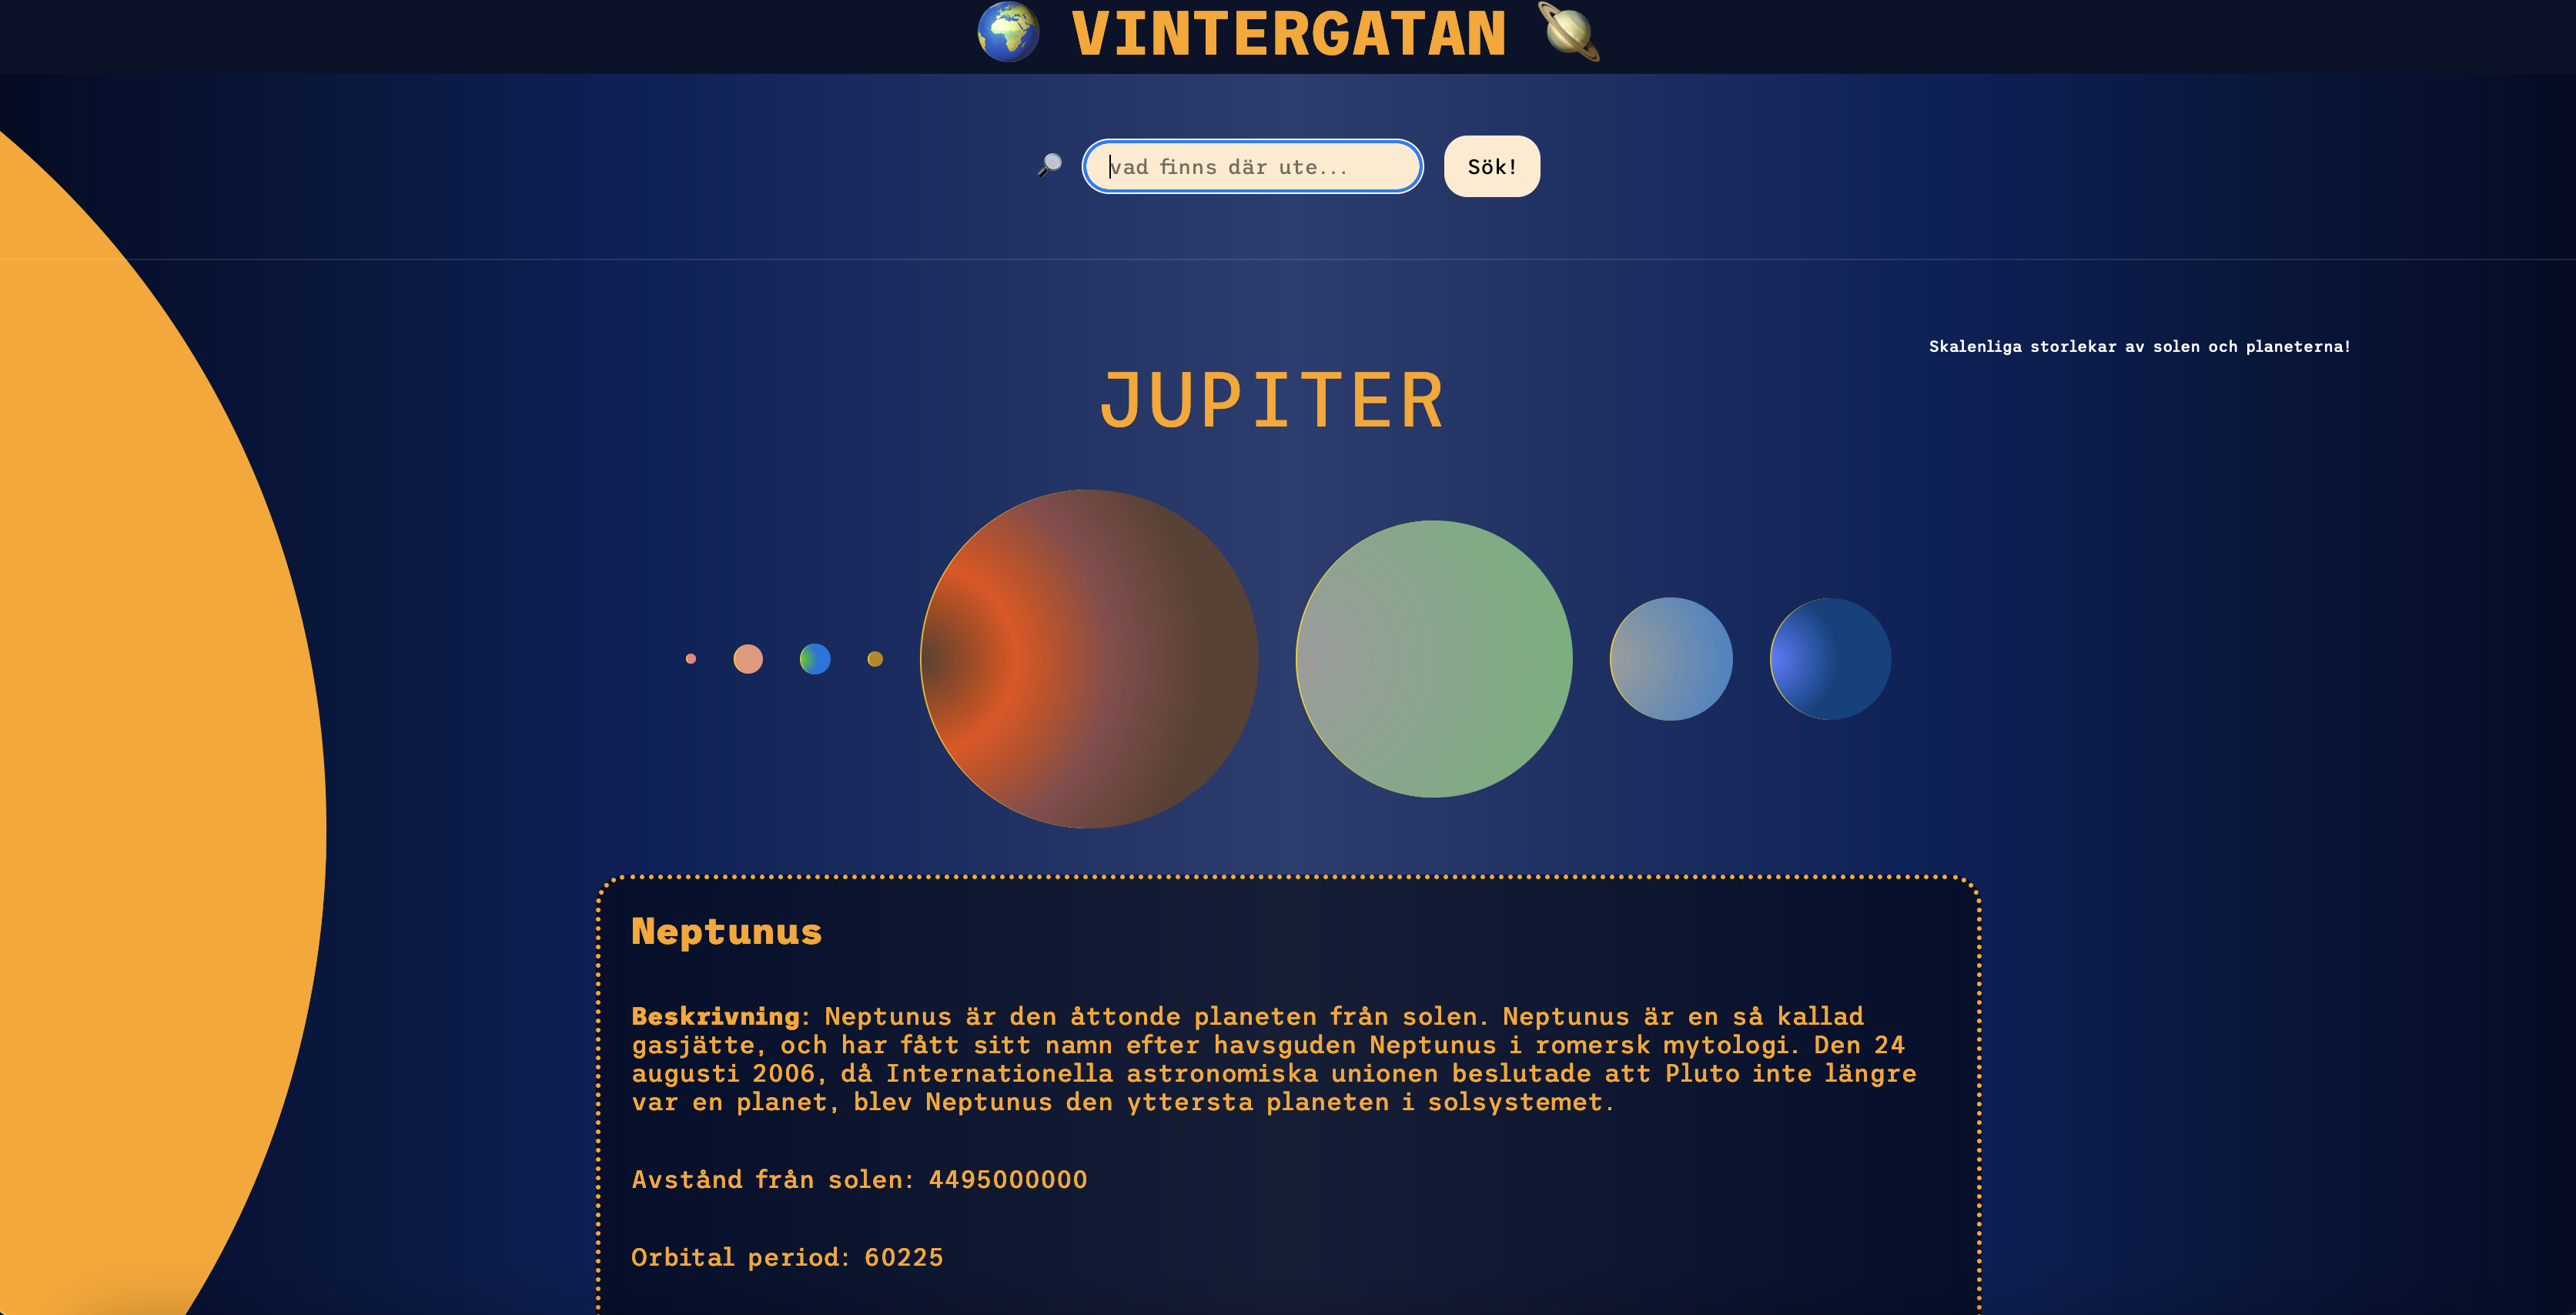 VINTERGATAN
vad finns där ute...
Sök!
Skalenliga storlekar av solen och planeterna!
JUPITER
Neptunus
Beskrivning: Neptunus är den åttonde planeten från solen. Neptunus är en så kallad
gasjätte, och har fått sitt namn efter havsguden Neptunus i romersk mytologi. Den 24
augusti 2006, då Internationella astronomiska unionen beslutade att Pluto inte längre
var en planet, blev Neptunus den yttersta planeten i solsystemet.
Avstånd från solen: 4495000000
Orbital period: 60225